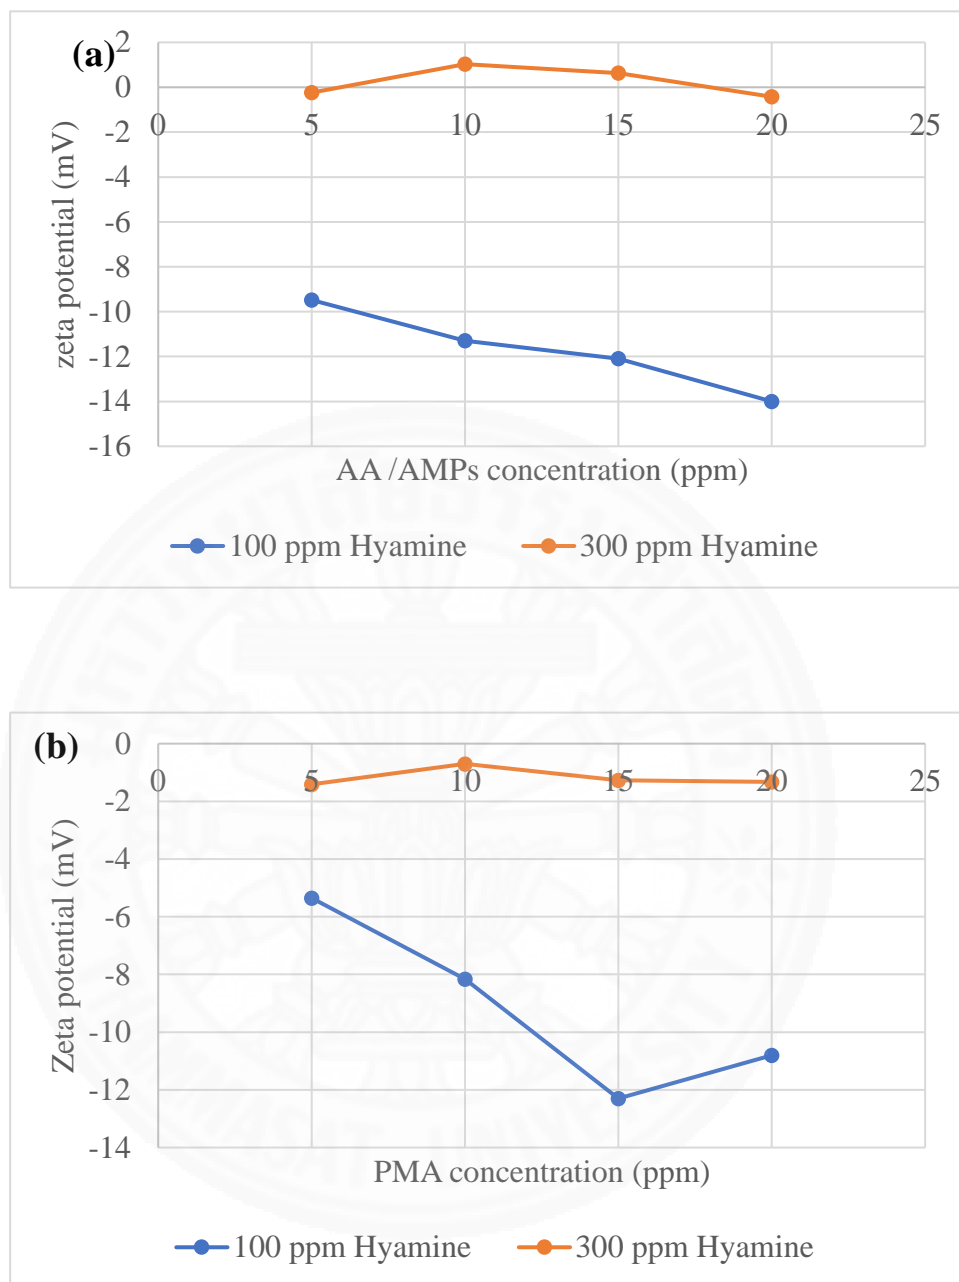 (a)
2
0
-2
-4
-6
-8
-10
-12
-14
-16
0 5 10 15 20 25
zeta potential (mV)
AA /AMPs concentration (ppm)
100 ppm Hyamine 300 ppm Hyamine
(b)
0
-2
-4
-6
-8
-10
-12
-14
0 5 10 15 20 25
Zeta potential (mV)
PMA concentration (ppm)
100 ppm Hyamine 300 ppm Hyamine
THAMMASAT UNIVERSITY